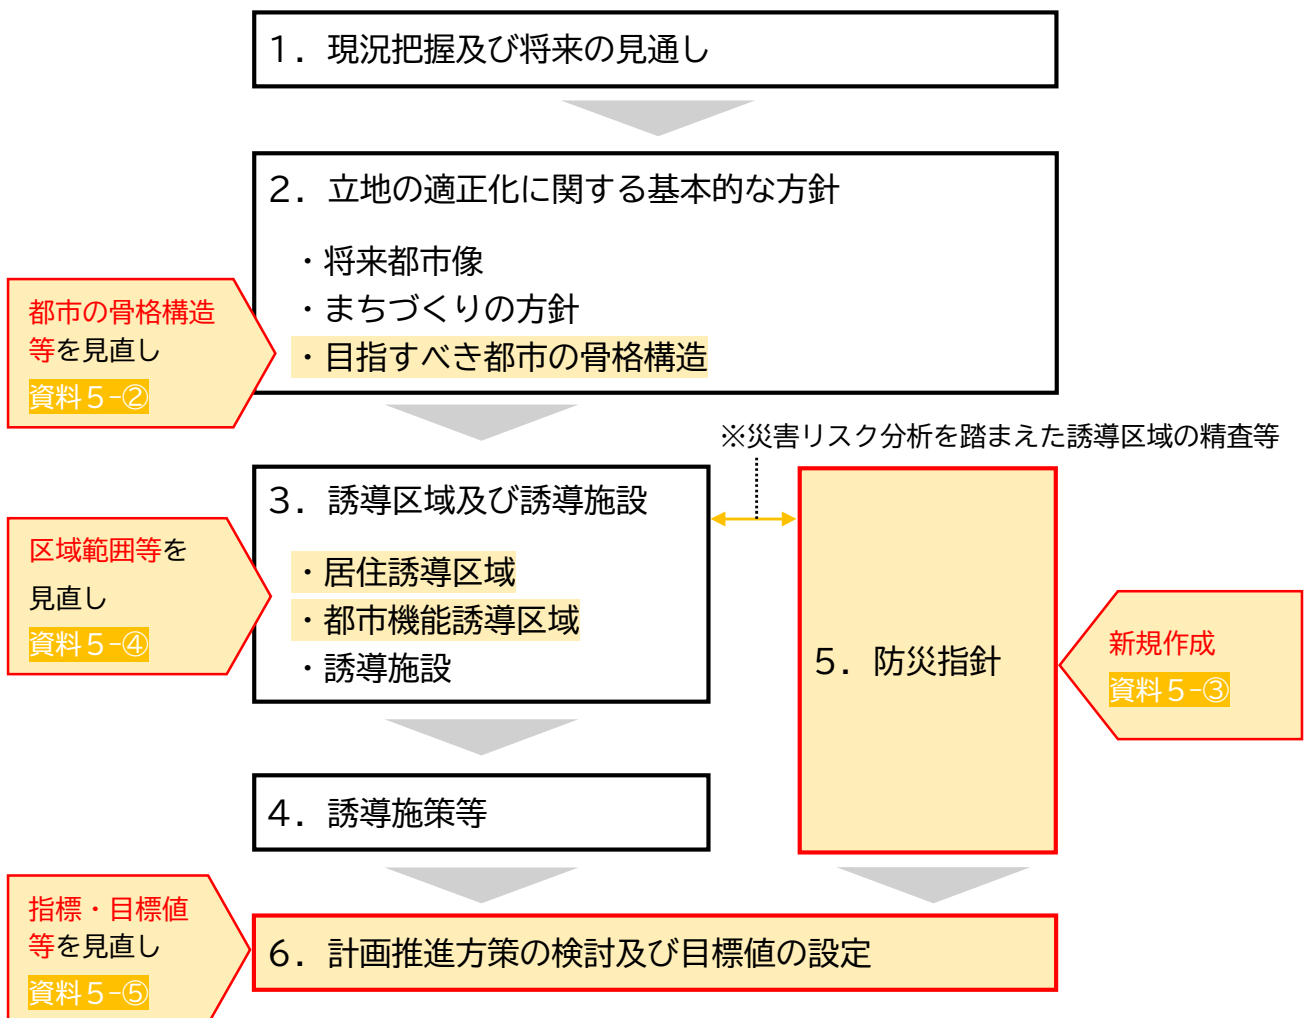 １．現況把握及び将来の見通し
２．立地の適正化に関する基本的な方針
・将来都市像
・まちづくりの方針
・目指すべき都市の骨格構造
都市の骨格構造
等を見直し
資料５-②
※災害リスク分析を踏まえた誘導区域の精査等
３．誘導区域及び誘導施設
・居住誘導区域
・都市機能誘導区域
・誘導施設
区域範囲等を
見直し
資料５-④
５．防災指針
新規作成
資料５-③
４．誘導施策等
６．計画推進方策の検討及び目標値の設定
指標・目標値
等を見直し
資料５-⑤